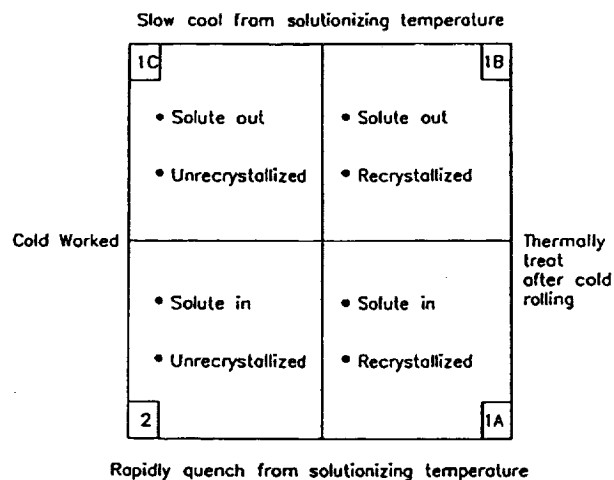 Slow cool from solutionizing temperature
1C
1B
• Solute out
• Solute out
• Unrecrystallized
• Recrystallized
Cold Worked
Thermally
treat
after cold
rolling
• Solute in
• Solute in
• Unrecrystallized
• Recrystallized
2
1A
Rapidly quench from solutionizing temperature